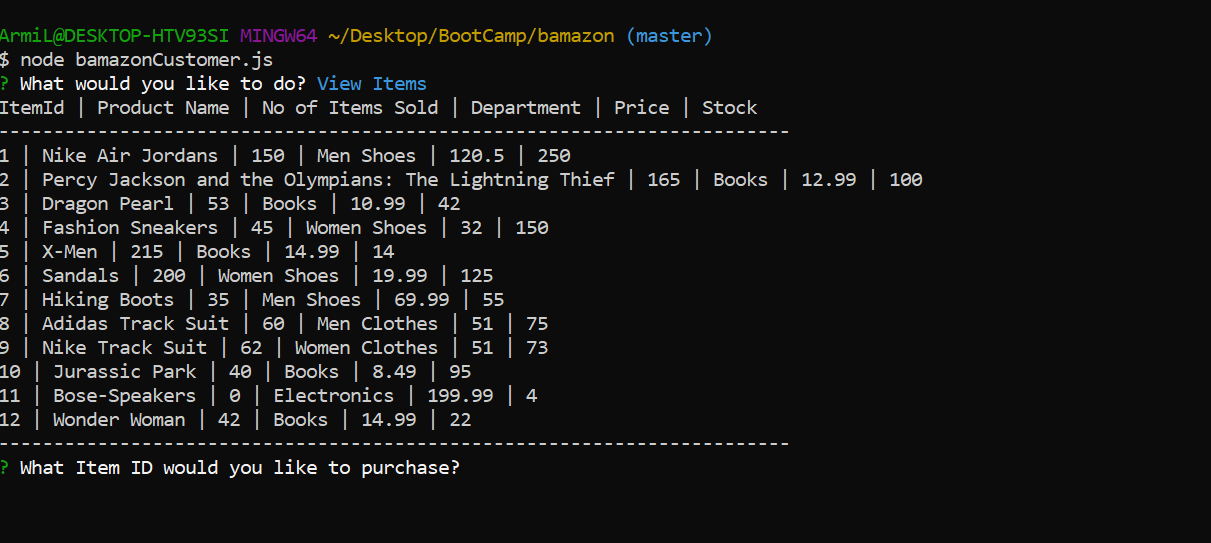 ArmiL@DESKTOP-HTV93SI MINGW64 ~/Desktop/BootCamp/bamazon (master)
$ node bamazonCustomer.js
? What would you like to do? View Items
ItemId | Product Name | No of Items Sold | Department | Price | Stock
------------------------------------------------------------------------
1 | Nike Air Jordans | 150 | Men Shoes | 120.5 | 250
2 | Percy Jackson and the Olympians: The Lightning Thief | 165 | Books | 12.99 | 100
3 | Dragon Pearl | 53 | Books | 10.99 | 42
4 | Fashion Sneakers | 45 | Women Shoes | 32 | 150
5 | X-Men | 215 | Books | 14.99 | 14
6 | Sandals | 200 | Women Shoes | 19.99 | 125
7 | Hiking Boots | 35 | Men Shoes | 69.99 | 55
8 | Adidas Track Suit | 60 | Men Clothes | 51 | 75
9 | Nike Track Suit | 62 | Women Clothes | 51 | 73
10 | Jurassic Park | 40 | Books | 8.49 | 95
11 | Bose-Speakers | 0 | Electronics | 199.99 | 4
12 | Wonder Woman | 42 | Books | 14.99 | 22
------------------------------------------------------------------------
? What Item ID would you like to purchase?